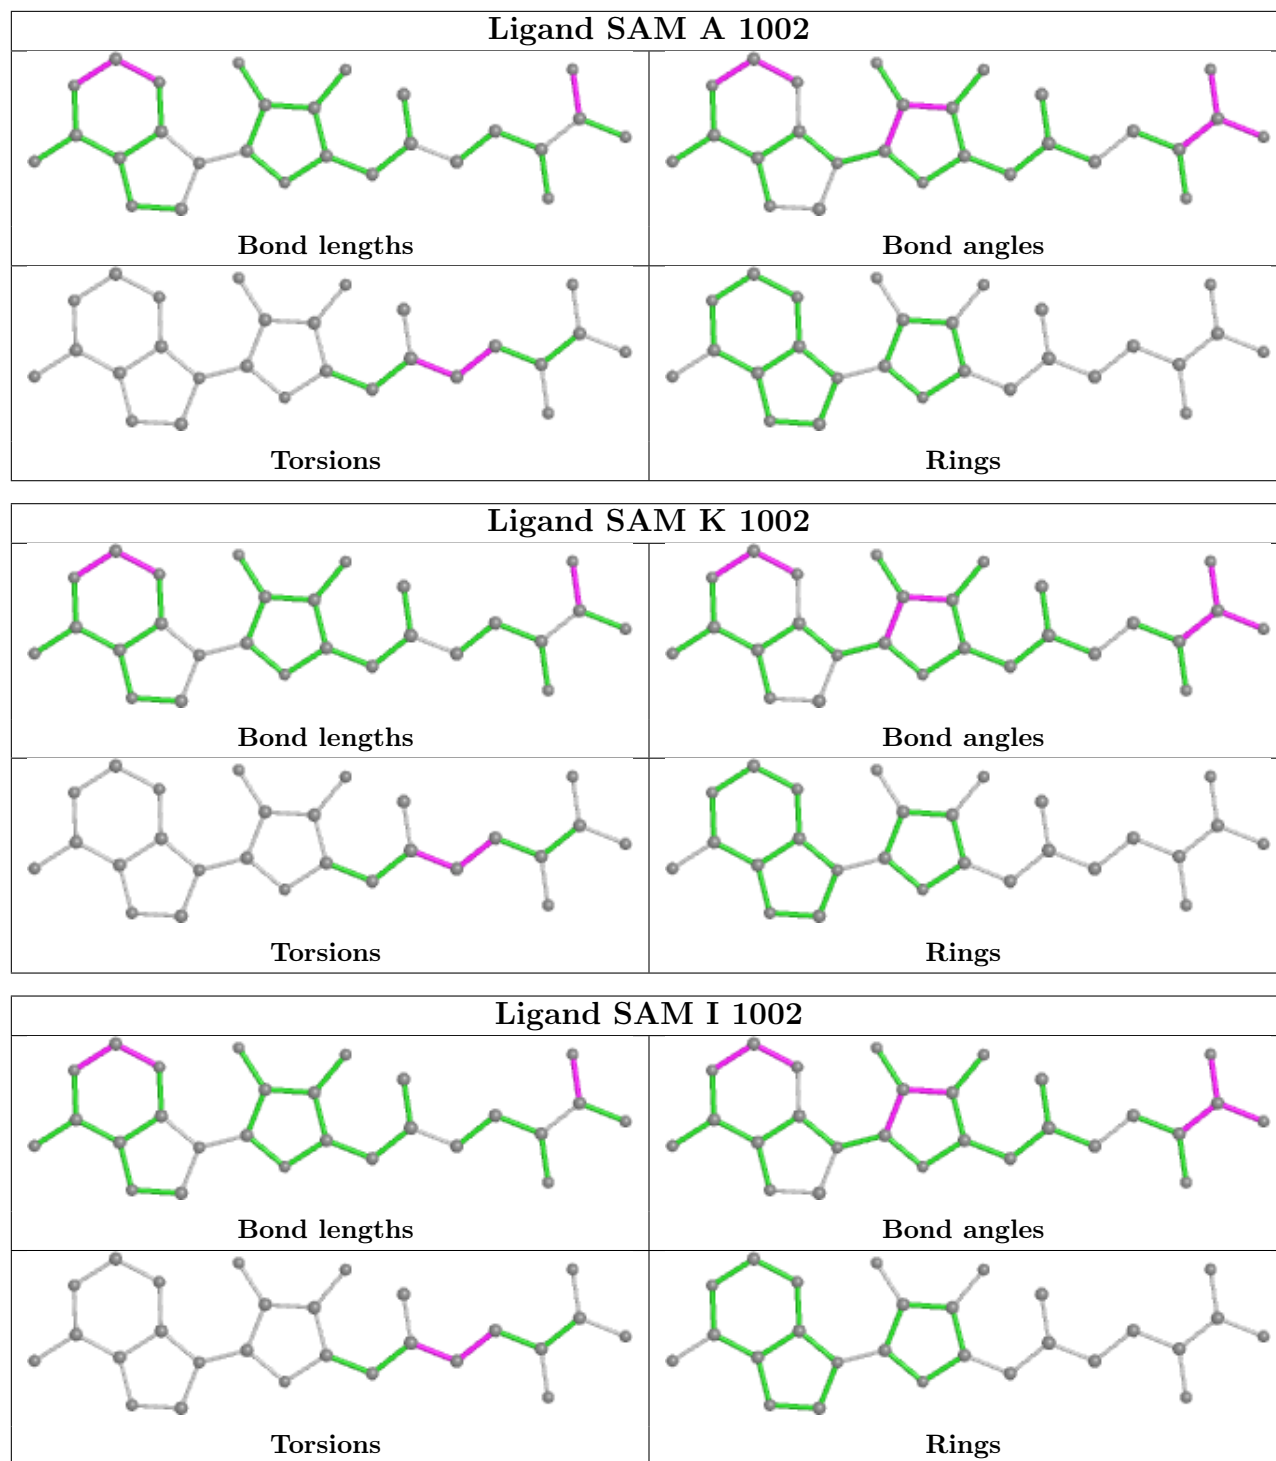 Ligand SAM A 1002
Bond lengths
Bond angles
Torsions
Rings
Ligand SAM K 1002
Bond lengths
Bond angles
Torsions
Rings
Ligand SAM I 1002
Bond lengths
Bond angles
Torsions
Rings